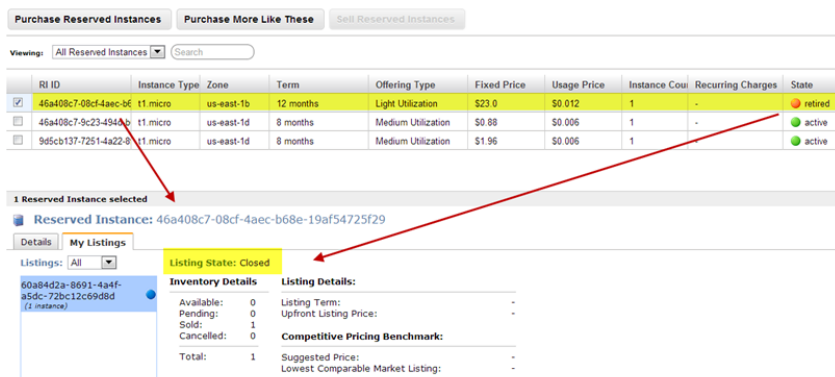 Purchase Reserved Instances Purchase More Like These Sell Reserved Instances
Viewing: All Reserved Instances Search
RI ID Instance Type Zone Term Offering Type Fixed Price Usage Price Instance Cou Recurring Charges State
46a408c7-08cf-4aec-b6 t1.micro us-east-1b 12 months Light Utilization $23.0 $0.012 1 - retired
46a408c7-9c23-494d-b t1.micro us-east-1d 8 months Medium Utilization $0.88 $0.006 1 - active
9d5cb137-7251-4a22-8 t1.micro us-east-1d 8 months Medium Utilization $1.96 $0.006 1 - active
1 Reserved Instance selected
Reserved Instance: 46a408c7-08cf-4aec-b68e-19af54725f29
Details My Listings
Listings: All
Listing State: Closed
60a84d2a-8691-4a4f-
a5dc-72bc12c69d8d
(1 instance)
Inventory Details
Available: 0
Pending: 0
Sold: 1
Cancelled: 0
Total: 1
Listing Details:
Listing Term: -
Upfront Listing Price: -
Competitive Pricing Benchmark:
Suggested Price: -
Lowest Comparable Market Listing: -